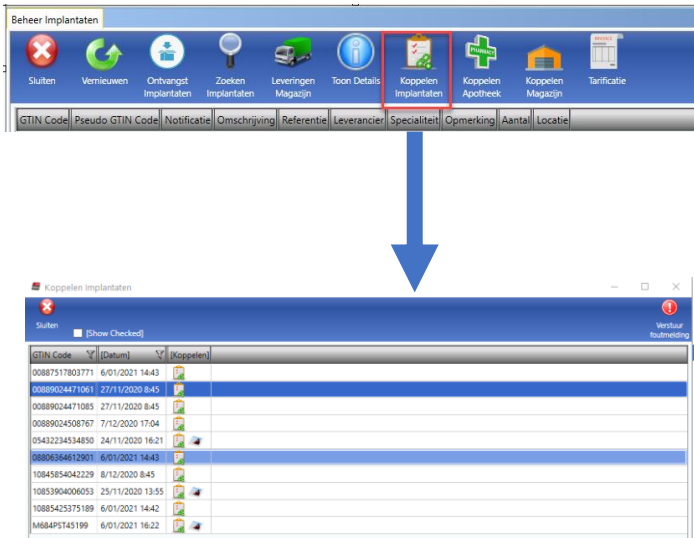 Beheer Implantaten
Sluiten Vernieuwen Ontvangst Implantaten Zoeken Implantaten Leveringen Magazijn Toon Details Koppelen Implantaten Koppelen Apotheek Koppelen Magazijn Tarificatie
GTIN Code Pseudo GTIN Code Notificatie Omschrijving Referentie Leverancier Specialiteit Opmerking Aantal Locatie
Koppelen Implantaten
Sluiten [Show Checked] Verstuur foutmelding
GTIN Code [Datum] [Koppelen]
00887517803771 6/01/2021 14:43
00889024471061 27/11/2020 8:45
00889024471085 27/11/2020 8:45
00889024508767 7/12/2020 17:04
05432234534850 24/11/2020 16:21
08806364612901 6/01/2021 14:43
10845854042229 8/12/2020 8:45
10853904006053 25/11/2020 13:55
10885425375189 6/01/2021 14:42
M684PST45199 6/01/2021 16:22